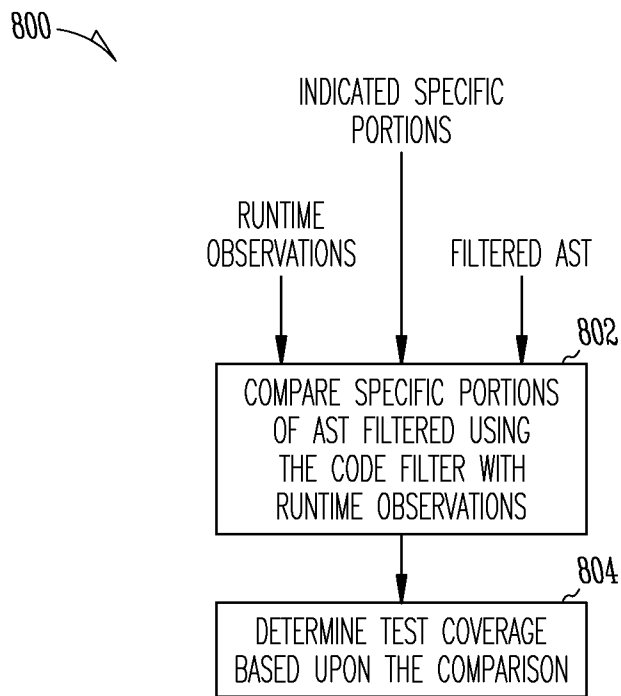 800
INDICATED SPECIFIC
PORTIONS
RUNTIME
OBSERVATIONS
FILTERED AST
802
COMPARE SPECIFIC PORTIONS
OF AST FILTERED USING
THE CODE FILTER WITH
RUNTIME OBSERVATIONS
804
DETERMINE TEST COVERAGE
BASED UPON THE COMPARISON